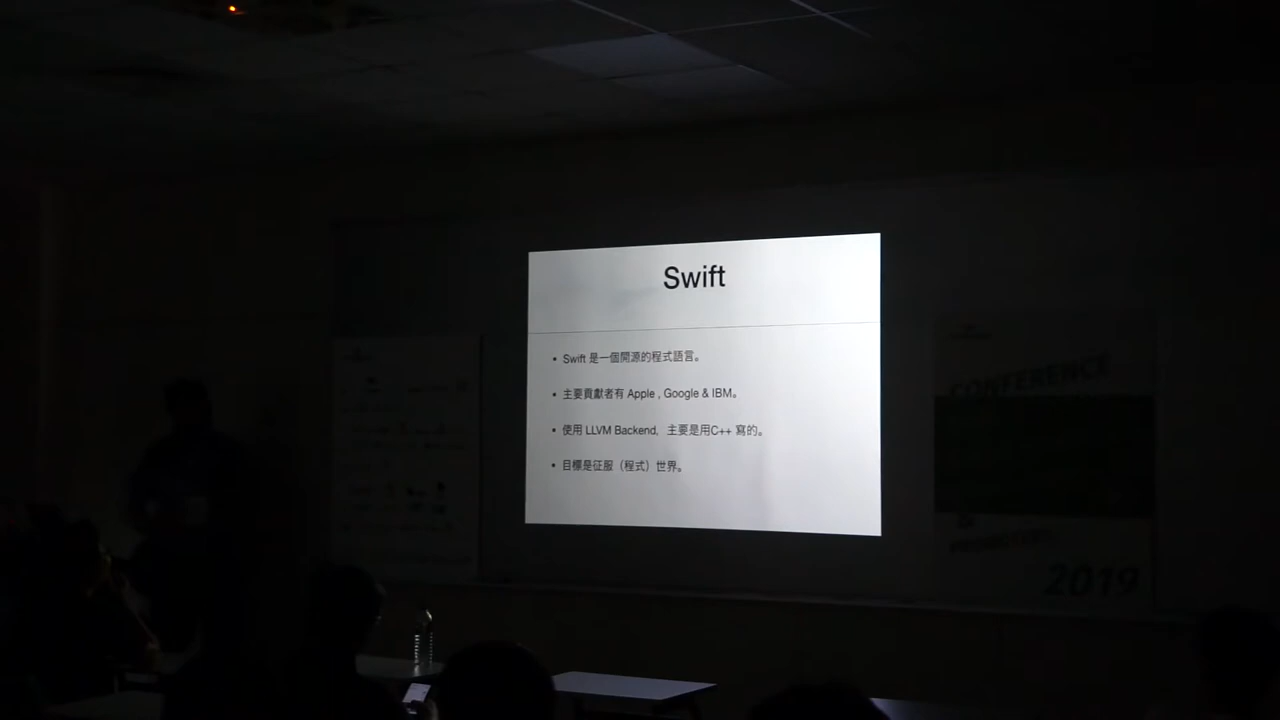 Swift
• Swift 是一個開源的程式語言。
• 主要貢獻者有 Apple , Google & IBM。
• 使用 LLVM Backend, 主要是用C++ 寫的。
• 目標是征服（程式）世界。
CONFERENCE
2019